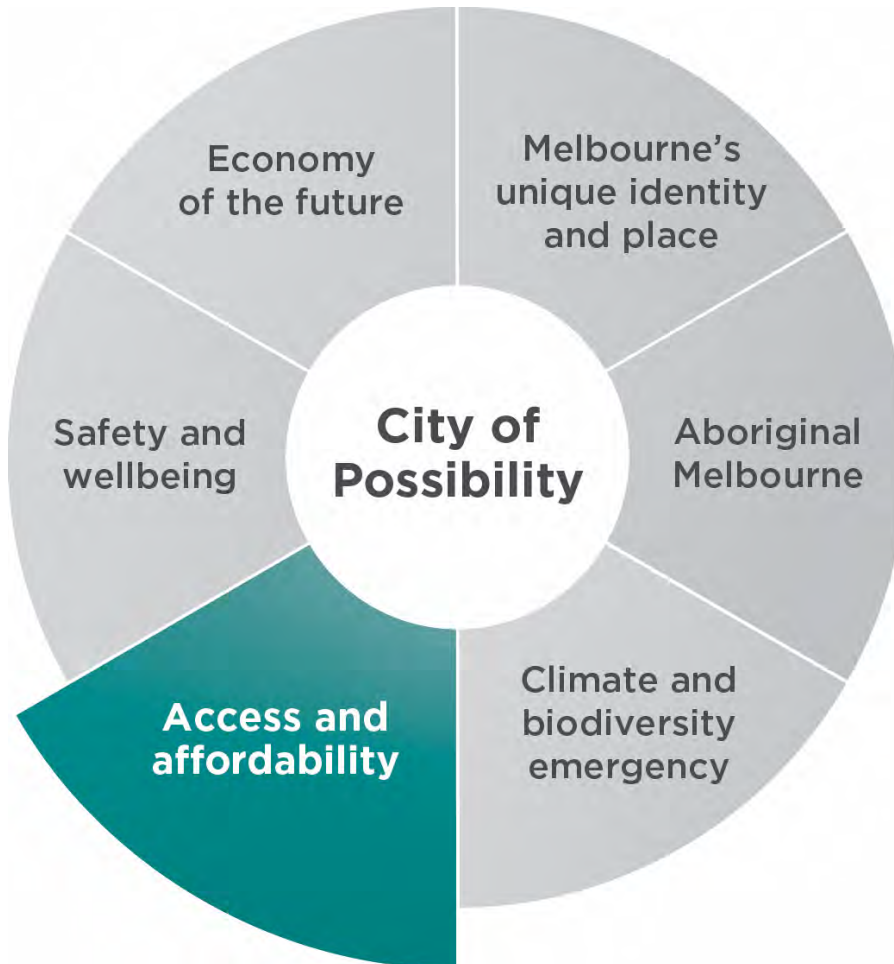 Economy
of the future
Melbourne’s
unique identity
and place
Safety and
wellbeing
City of
Possibility
Aboriginal
Melbourne
Access and
affordability
Climate and
biodiversity
emergency